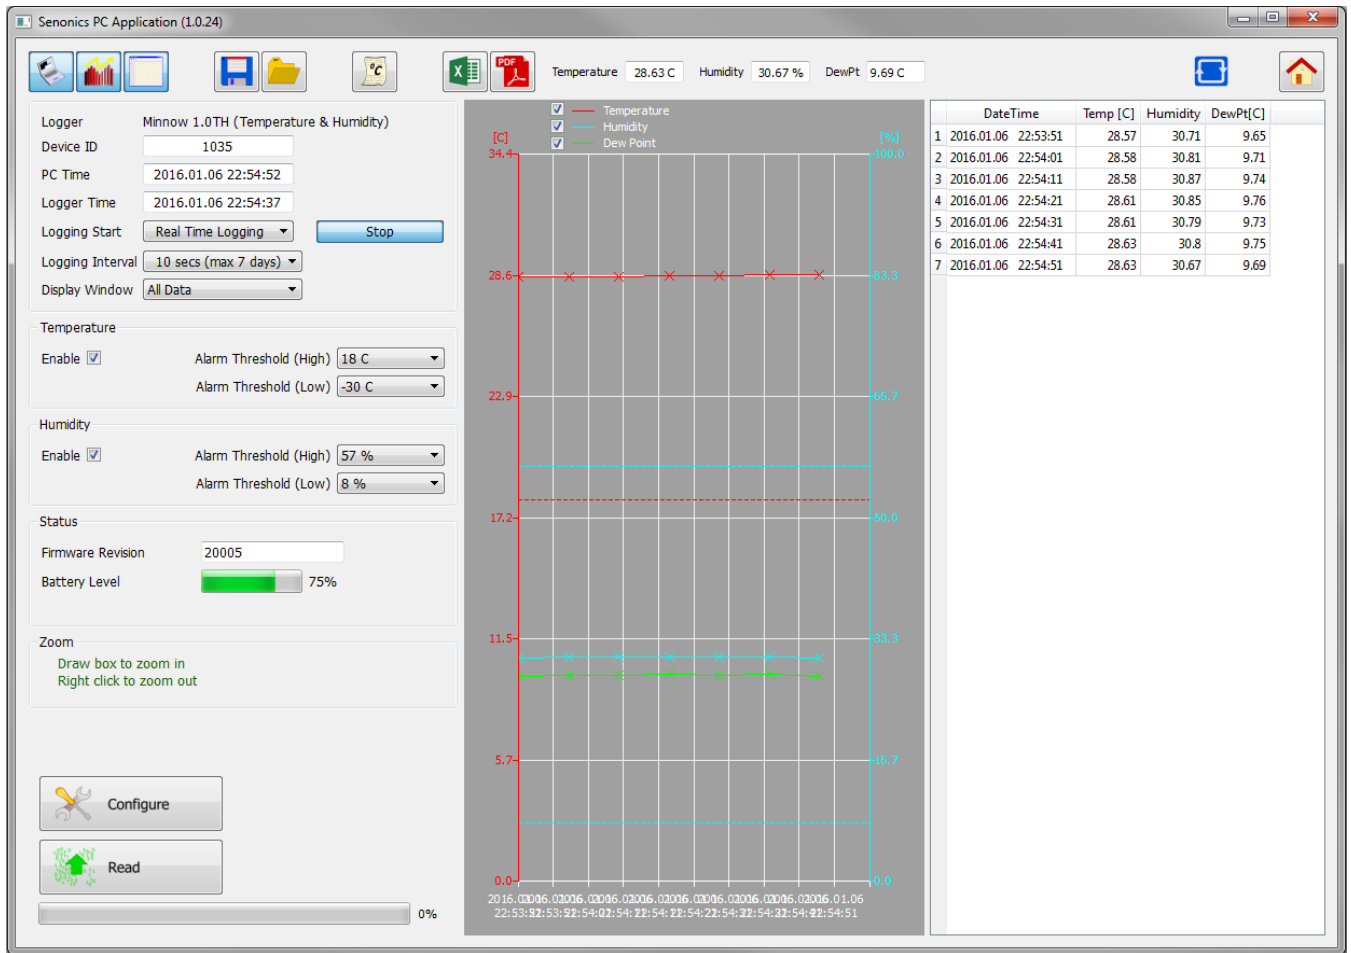 Senonics PC Application (1.0.24)
°C
X
PDF
Temperature 28.63 C Humidity 30.67 % DewPt 9.69 C
Logger Minnow 1.0TH (Temperature & Humidity)
Device ID 1035
PC Time 2016.01.06 22:54:52
Logger Time 2016.01.06 22:54:37
Logging Start Real Time Logging Stop
Logging Interval 10 secs (max 7 days)
Display Window All Data
Temperature
Enable Alarm Threshold (High) 18 C
Alarm Threshold (Low) -30 C
Humidity
Enable Alarm Threshold (High) 57 %
Alarm Threshold (Low) 8 %
Status
Firmware Revision 20005
Battery Level 75%
Zoom
Draw box to zoom in
Right click to zoom out
Configure
Read
0%
Temperature
Humidity
Dew Point
[C] [%]
34.4 100.0
28.6 83.3
22.9 66.7
17.2 50.0
11.5 33.3
5.7 16.7
0.0 0.0
2016.01.06
22:54:51
DateTime Temp [C] Humidity DewPt[C]
1 2016.01.06 22:53:51 28.57 30.71 9.65
2 2016.01.06 22:54:01 28.58 30.81 9.71
3 2016.01.06 22:54:11 28.58 30.87 9.74
4 2016.01.06 22:54:21 28.61 30.85 9.76
5 2016.01.06 22:54:31 28.61 30.79 9.73
6 2016.01.06 22:54:41 28.63 30.8 9.75
7 2016.01.06 22:54:51 28.63 30.67 9.69